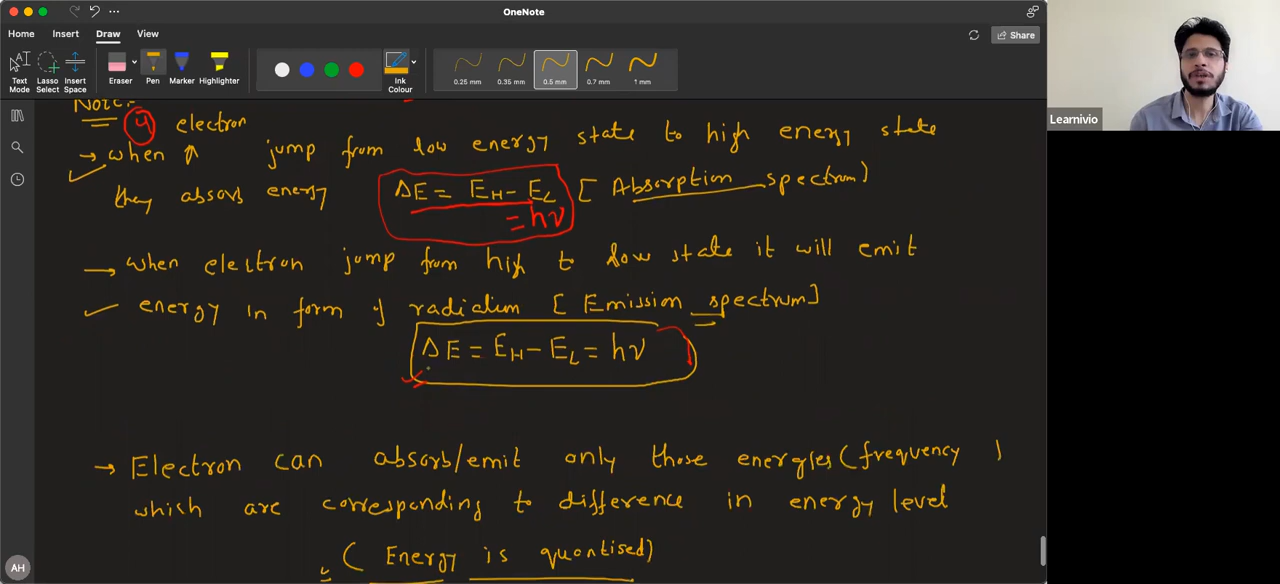 OneNote
Home Insert Draw View
Share
Text Mode
Lasso Select
Insert Space
Eraser
Pen
Marker
Highlighter
Ink Colour
0.25 mm
0.35 mm
0.5 mm
0.7 mm
1 mm
Learnivio
Note:
4 electron
→ when ↑ jump from low energy state to high energy state
they absorb energy ΔE = EH - EL [ Absorption spectrum]
= hν
→ when electron jump from high to low state it will emit
energy in form of radiation [ Emission spectrum]
ΔE = EH - EL = hν
→ Electron can absorb/emit only those energies (frequency )
which are corresponding to difference in energy level
( Energy is quantised)
AH